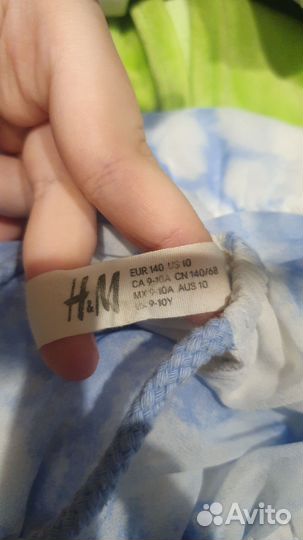 H&M
EUR 140 US 10
CA 9-10A CN 140/68
MX 9-10A AUS 10
9-10Y
Avito